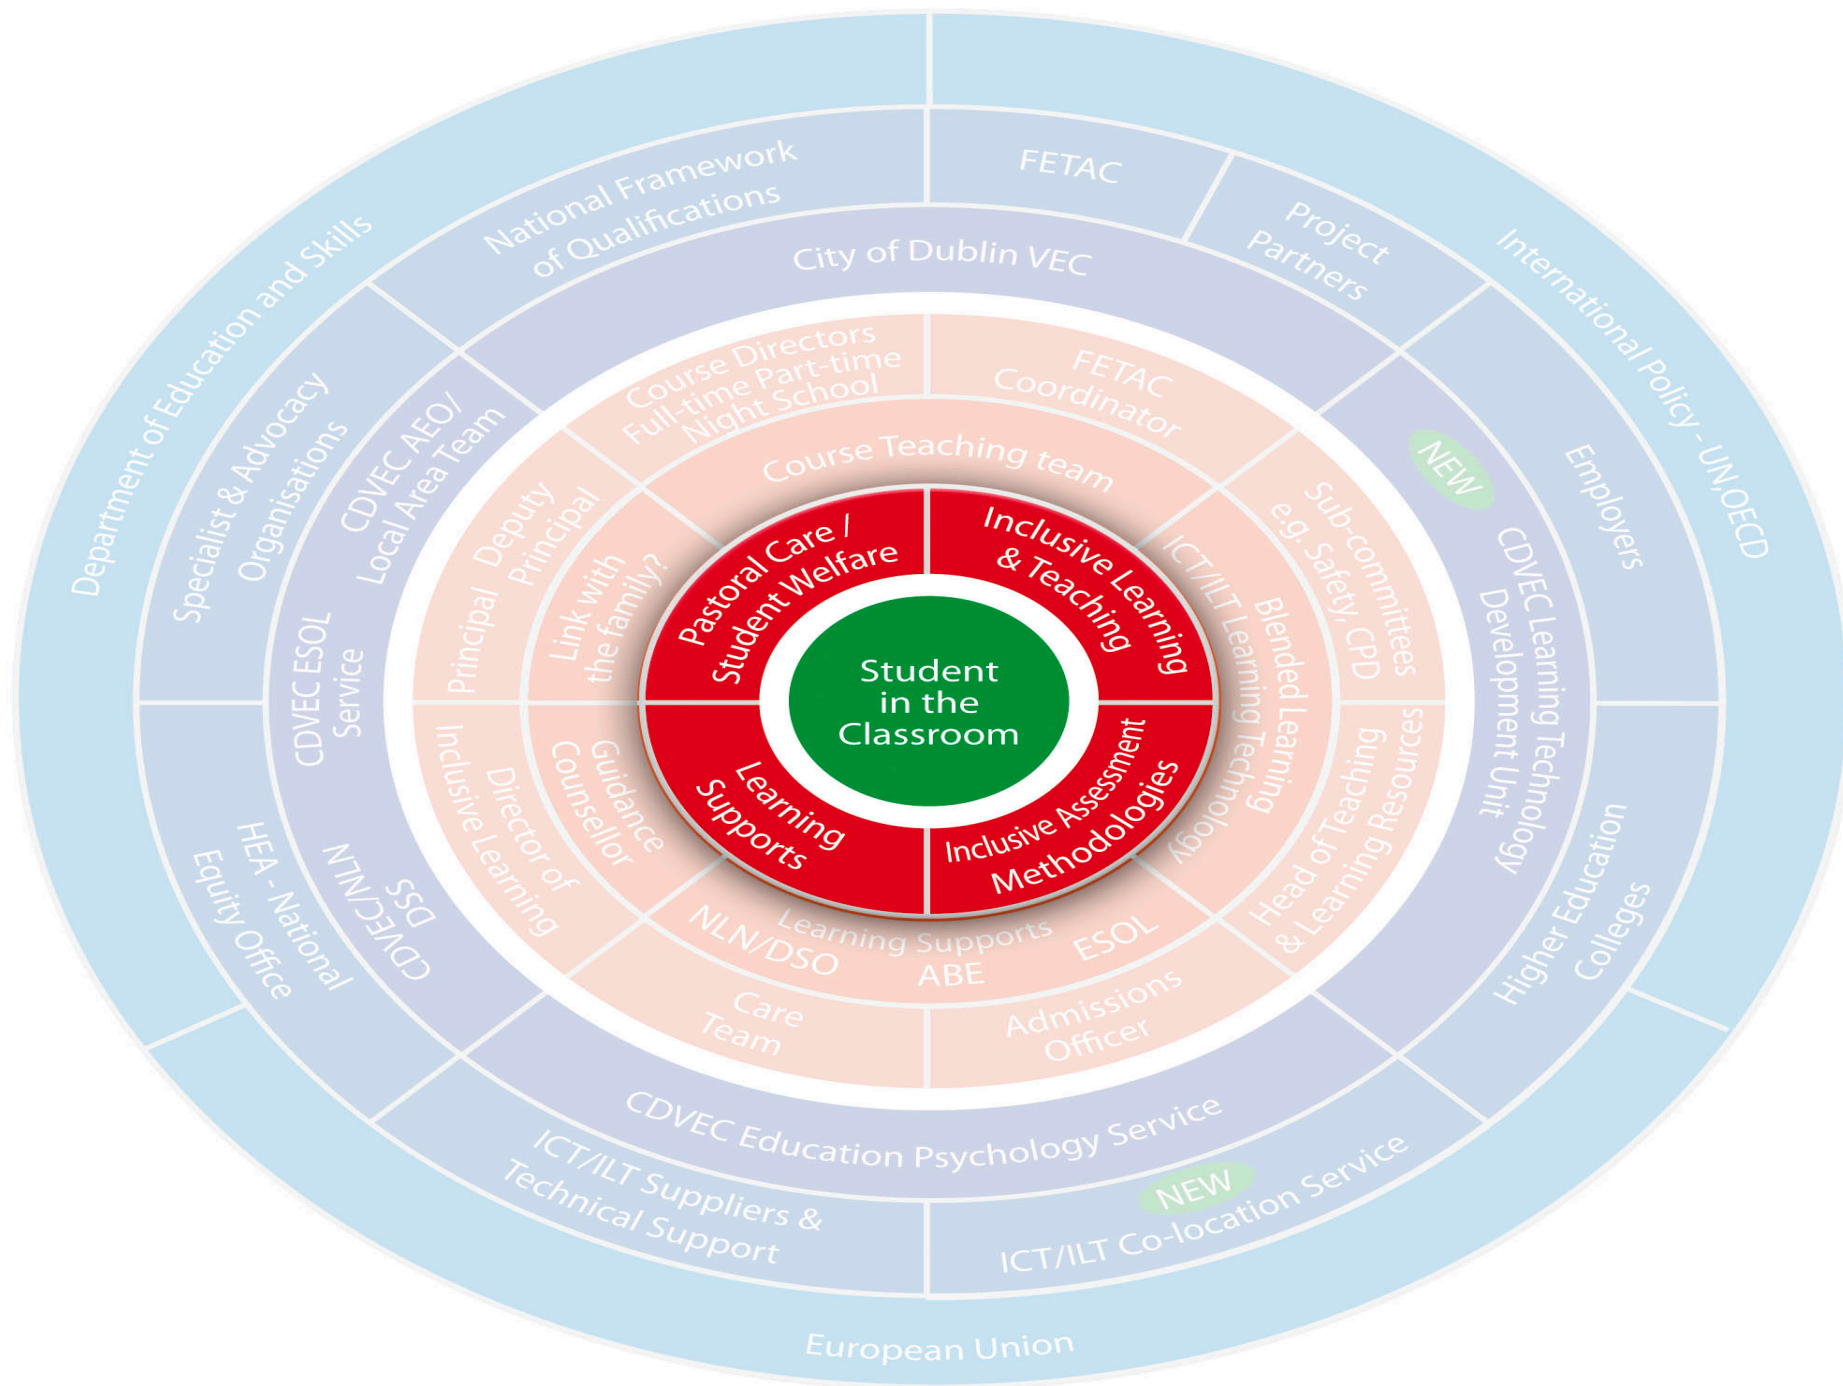 Department of Education and Skills
International Policy - UN,OECD
European Union
National Framework
of Qualifications
FETAC
Project
Partners
Employers
Higher Education
Colleges
NEW
ICT/ILT Co-location Service
ICT/ILT Suppliers &
Technical Support
HEA - National
Equity Office
Specialist & Advocacy
Organisations
City of Dublin VEC
NEW
CDVEC Learning Technology
Development Unit
CDVEC Education Psychology Service
CDVEC/NLN/
DSS
CDVEC ESOL
Service
CDVEC AEO/
Local Area Team
Course Directors
Full-time Part-time
Night School
FETAC
Coordinator
Sub-committees
e.g. Safety, CPD
Head of Teaching
& Learning Resources
Admissions
Officer
Care
Team
Director of
Inclusive Learning
Principal Deputy
Principal
Course Teaching team
Blended Learning
ICT/ILT Learning Technology
Learning Supports
NLN/DSO
ABE
ESOL
Guidance
Counsellor
Link with
the family?
Pastoral Care /
Student Welfare
Inclusive Learning
& Teaching
Inclusive Assessment
Methodologies
Learning
Supports
Student
in the
Classroom